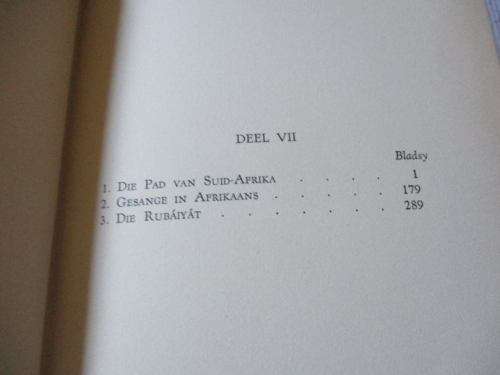 DEEL VII
Bladsy
1. DIE PAD VAN SUID-AFRIKA . . . . 1
2. GESANGE IN AFRIKAANS . . . . . 179
3. DIE RUBÁIYÁT . . . . . . . 289